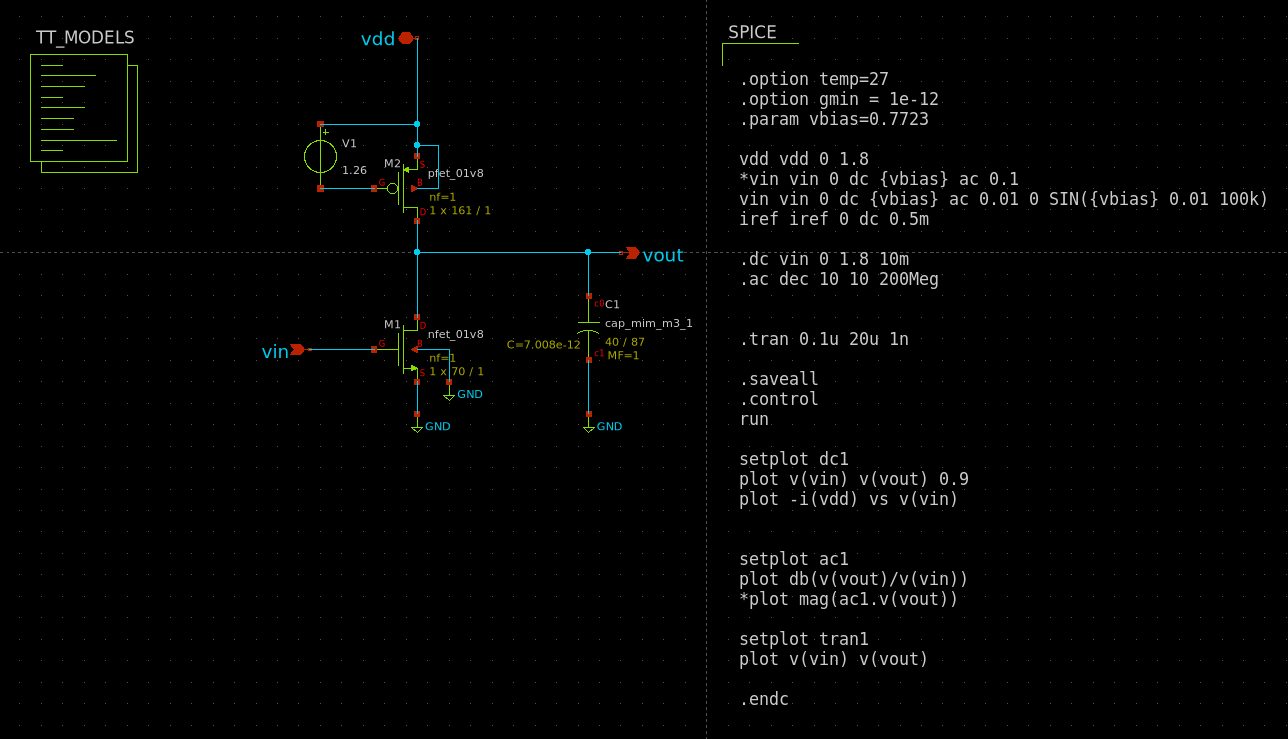 TT_MODELS
vdd
V1
1.26
M2
S
pfet_01v8
G
B
nf=1
1 x 161 / 1
D
vout
M1
D
nfet_01v8
vin
G
B
nf=1
1 x 70 / 1
S
GND
GND
c0
C1
cap_mim_m3_1
C=7.008e-12
40 / 87
c1
MF=1
GND
SPICE
.option temp=27
.option gmin = 1e-12
.param vbias=0.7723
vdd vdd 0 1.8
*vin vin 0 dc {vbias} ac 0.1
vin vin 0 dc {vbias} ac 0.01 0 SIN({vbias} 0.01 100k)
iref iref 0 dc 0.5m
.dc vin 0 1.8 10m
.ac dec 10 10 200Meg
.tran 0.1u 20u 1n
.saveall
.control
run
setplot dc1
plot v(vin) v(vout) 0.9
plot -i(vdd) vs v(vin)
setplot ac1
plot db(v(vout)/v(vin))
*plot mag(ac1.v(vout))
setplot tran1
plot v(vin) v(vout)
.endc